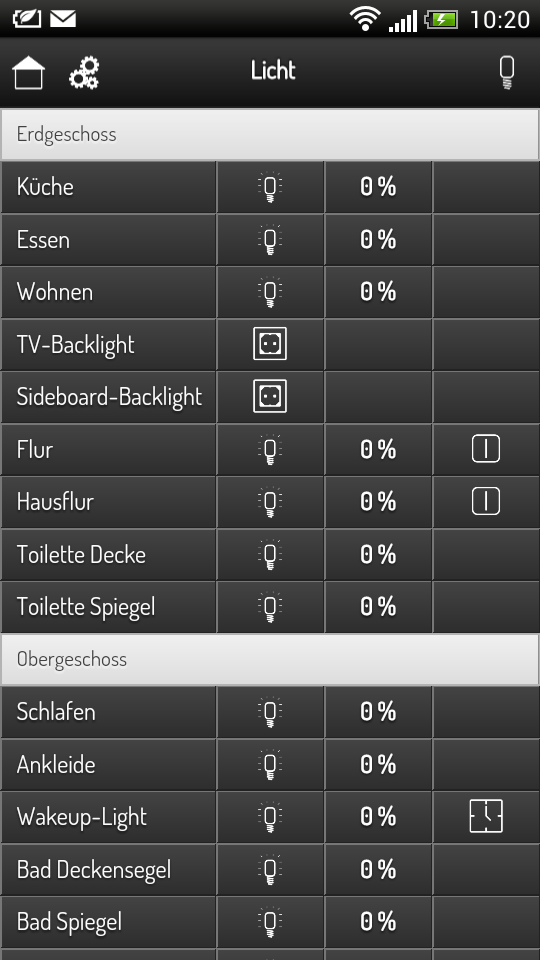 10:20
Licht
Erdgeschoss
Küche 0 %
Essen 0 %
Wohnen 0 %
TV-Backlight
Sideboard-Backlight
Flur 0 %
Hausflur 0 %
Toilette Decke 0 %
Toilette Spiegel 0 %
Obergeschoss
Schlafen 0 %
Ankleide 0 %
Wakeup-Light 0 %
Bad Deckensegel 0 %
Bad Spiegel 0 %